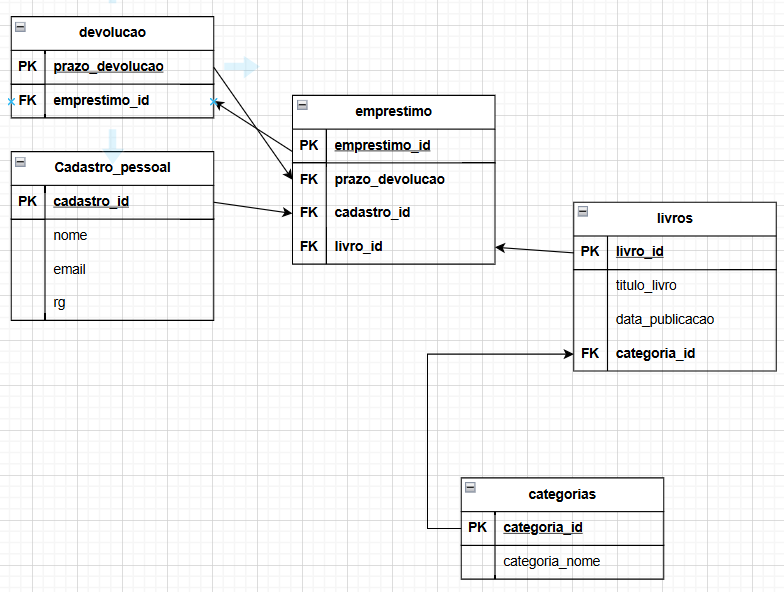 devolucao
PK prazo_devolucao
FK emprestimo_id
emprestimo
PK emprestimo_id
FK prazo_devolucao
FK cadastro_id
FK livro_id
Cadastro_pessoal
PK cadastro_id
nome
email
rg
livros
PK livro_id
titulo_livro
data_publicacao
FK categoria_id
categorias
PK categoria_id
categoria_nome